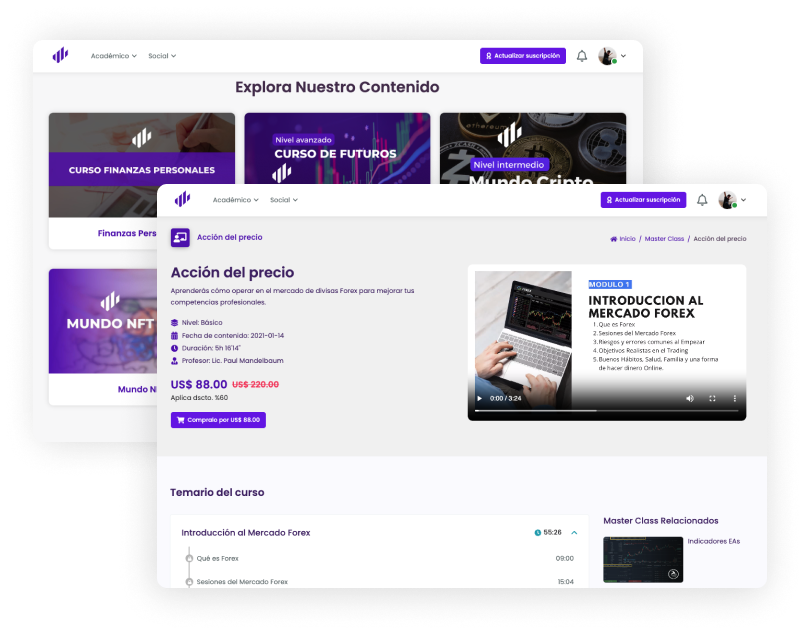 Académico Social Actualizar suscripción
Explora Nuestro Contenido
CURSO FINANZAS PERSONALES
Nivel avanzado
CURSO DE FUTUROS
Nivel intermedio
Mundo Cripto
Finanzas Pers
MUNDO NFT
Mundo N
Académico Social Actualizar suscripción
Acción del precio
Inicio / Master Class / Acción del precio
Acción del precio
Aprenderás cómo operar en el mercado de divisas Forex para mejorar tus
competencias profesionales.
Nivel: Básico
Fecha de contenido: 2021-01-14
Duración: 5h 16'14"
Profesor: Lic. Paul Mandelbaum
US$ 88.00 US$ 220.00
Aplica dscto. %60
Compralo por US$ 88.00
MODULO 1
INTRODUCCION AL
MERCADO FOREX
1. Que es Forex
2. Sesiones del Mercado Forex
3. Riesgos y errores comunes al Empezar
4. Objetivos Realistas en el Trading
5. Buenos Hábitos, Salud, Familia y una forma
de hacer dinero Online.
0:00 / 3:24
Temario del curso
Introducción al Mercado Forex 55:26
Qué es Forex 09:00
Sesiones del Mercado Forex 15:04
Master Class Relacionados
Indicadores EAs